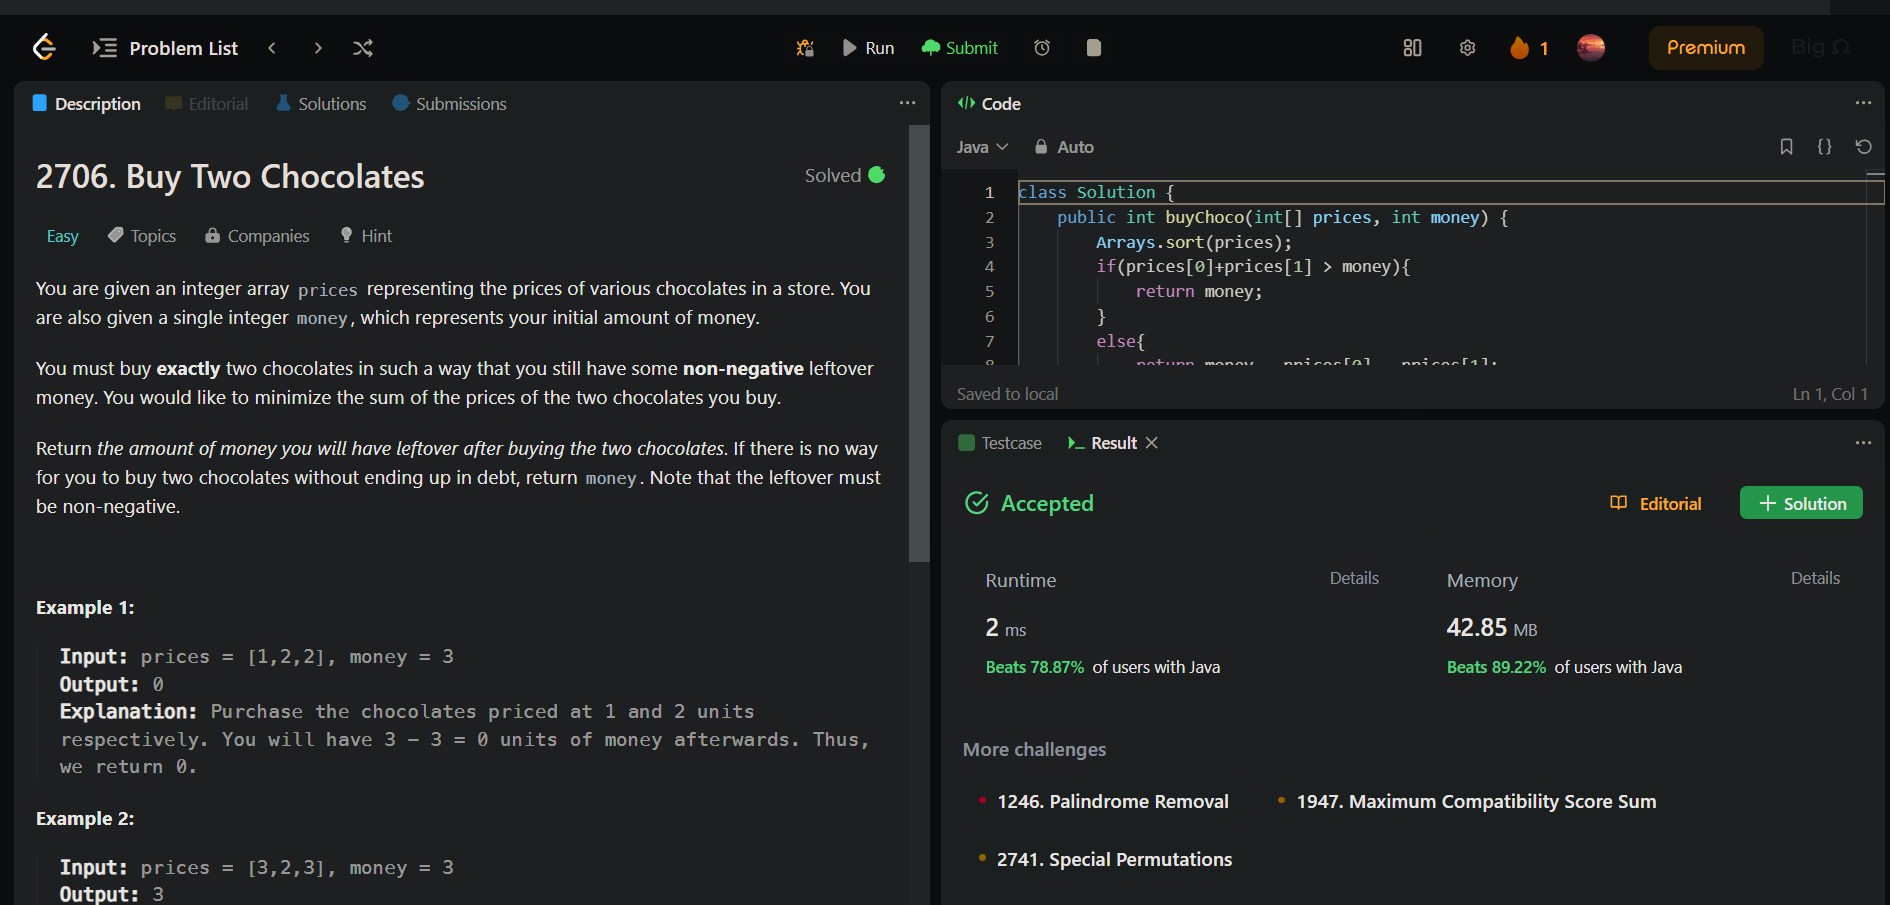 Problem List
Run
Submit
1
Premium
Big Ω
Description
Editorial
Solutions
Submissions
2706. Buy Two Chocolates
Solved
Easy
Topics
Companies
Hint
You are given an integer array prices representing the prices of various chocolates in a store. You
are also given a single integer money, which represents your initial amount of money.
You must buy exactly two chocolates in such a way that you still have some non-negative leftover
money. You would like to minimize the sum of the prices of the two chocolates you buy.
Return the amount of money you will have leftover after buying the two chocolates. If there is no way
for you to buy two chocolates without ending up in debt, return money. Note that the leftover must
be non-negative.
Example 1:
Input: prices = [1,2,2], money = 3
Output: 0
Explanation: Purchase the chocolates priced at 1 and 2 units
respectively. You will have 3 - 3 = 0 units of money afterwards. Thus,
we return 0.
Example 2:
Input: prices = [3,2,3], money = 3
Output: 3
Code
Java
Auto
1 class Solution {
2 public int buyChoco(int[] prices, int money) {
3 Arrays.sort(prices);
4 if(prices[0]+prices[1] > money){
5 return money;
6 }
7 else{
8 return money - prices[0] - prices[1];
Saved to local
Ln 1, Col 1
Testcase
Result
Accepted
Editorial
Solution
Runtime
Details
2 ms
Beats 78.87% of users with Java
Memory
Details
42.85 MB
Beats 89.22% of users with Java
More challenges
1246. Palindrome Removal
1947. Maximum Compatibility Score Sum
2741. Special Permutations